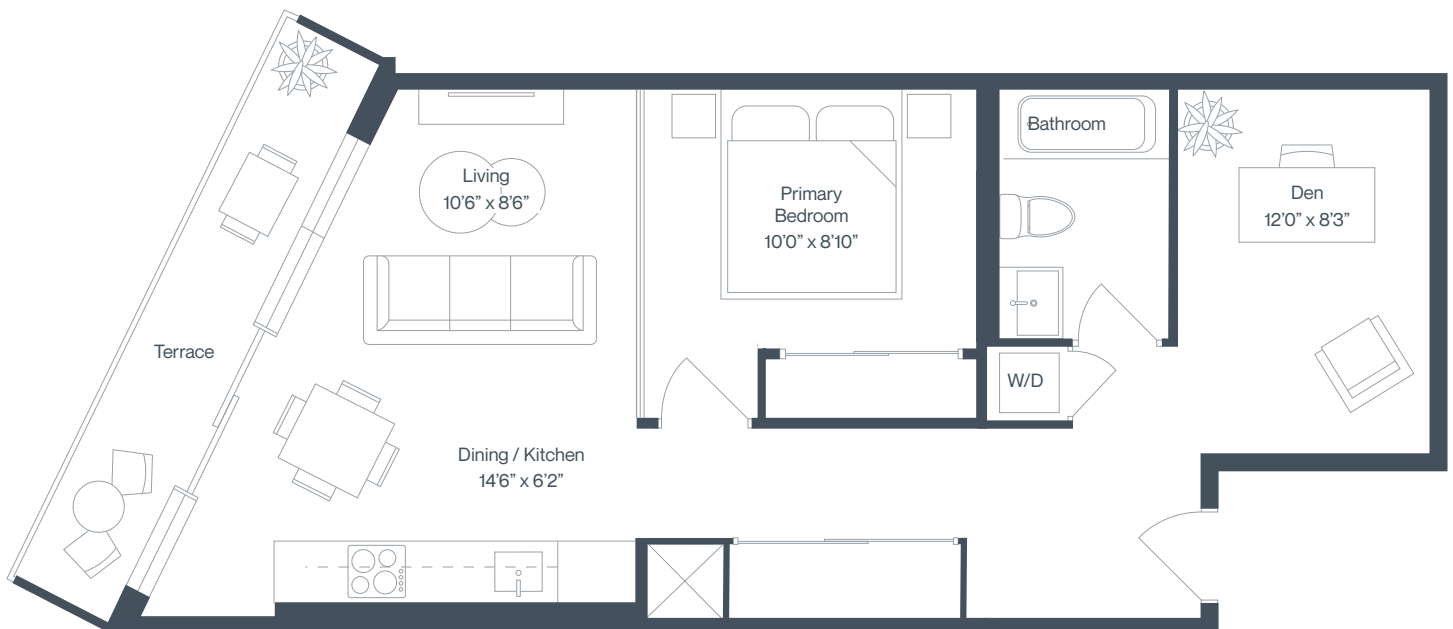 Bathroom
Living
10’6” x 8’6”
Primary
Bedroom
10’0” x 8’10”
Den
12’0” x 8’3”
Terrace
W/D
Dining / Kitchen
14’6” x 6’2”